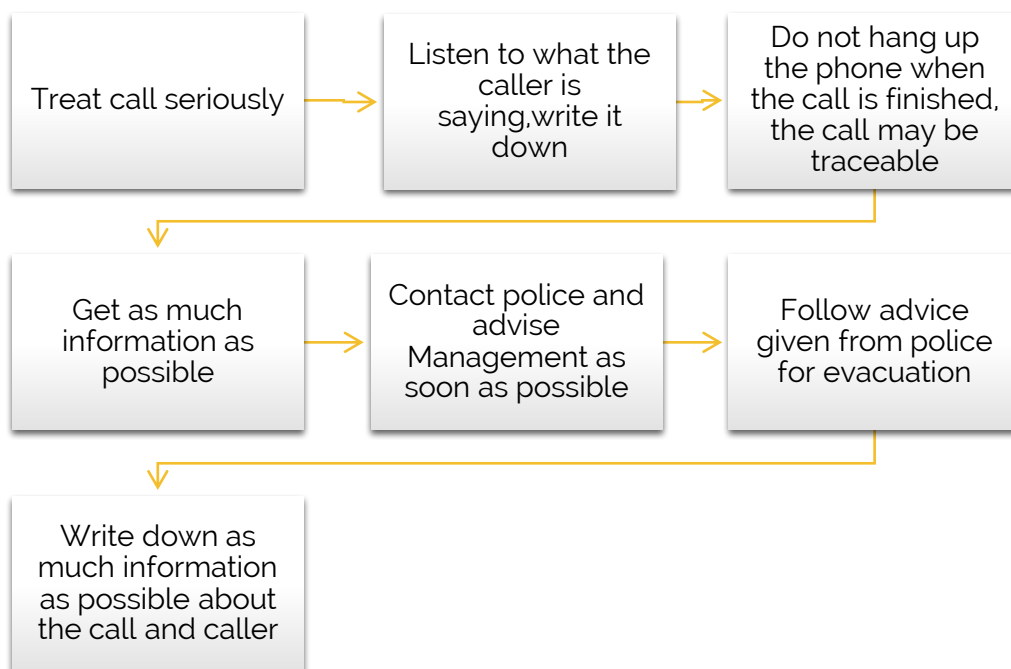 Treat call seriously
Listen to what the
caller is
saying,write it
down
Do not hang up
the phone when
the call is finished,
the call may be
traceable
Get as much
information as
possible
Contact police and
advise
Management as
soon as possible
Follow advice
given from police
for evacuation
Write down as
much information
as possible about
the call and caller